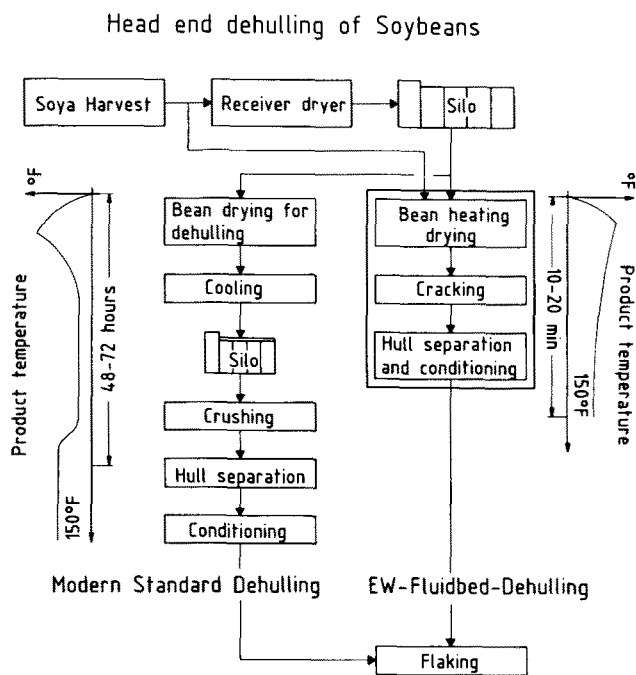 Head end dehulling of Soybeans
Soya Harvest
Receiver dryer
Silo
°F
Product temperature
48-72 hours
150°F
Bean drying for
dehulling
Cooling
Silo
Crushing
Hull separation
Conditioning
Modern Standard Dehulling
Bean heating
drying
Cracking
Hull separation
and conditioning
EW-Fluidbed-Dehulling
°F
10-20 min
Product temperature
150°F
Flaking